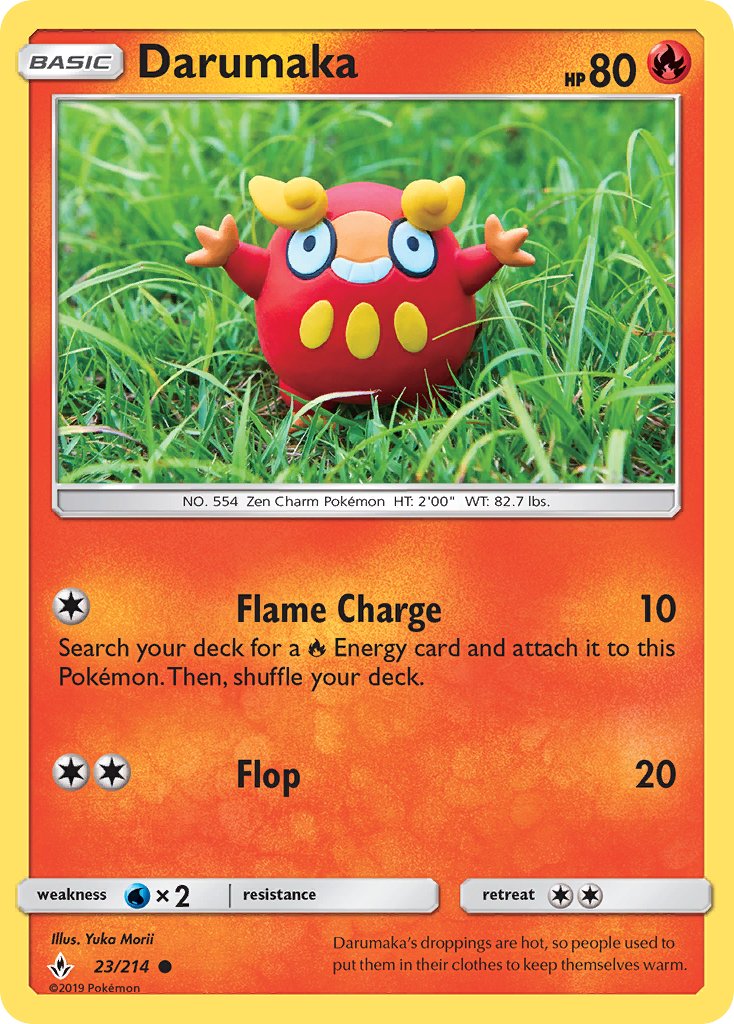 BASIC Darumaka HP 80
NO. 554 Zen Charm Pokémon HT: 2'00" WT: 82.7 lbs.
Flame Charge 10
Search your deck for a Energy card and attach it to this
Pokémon. Then, shuffle your deck.
Flop 20
weakness × 2 resistance retreat
Illus. Yuka Morii
23/214
©2019 Pokémon
Darumaka's droppings are hot, so people used to
put them in their clothes to keep themselves warm.